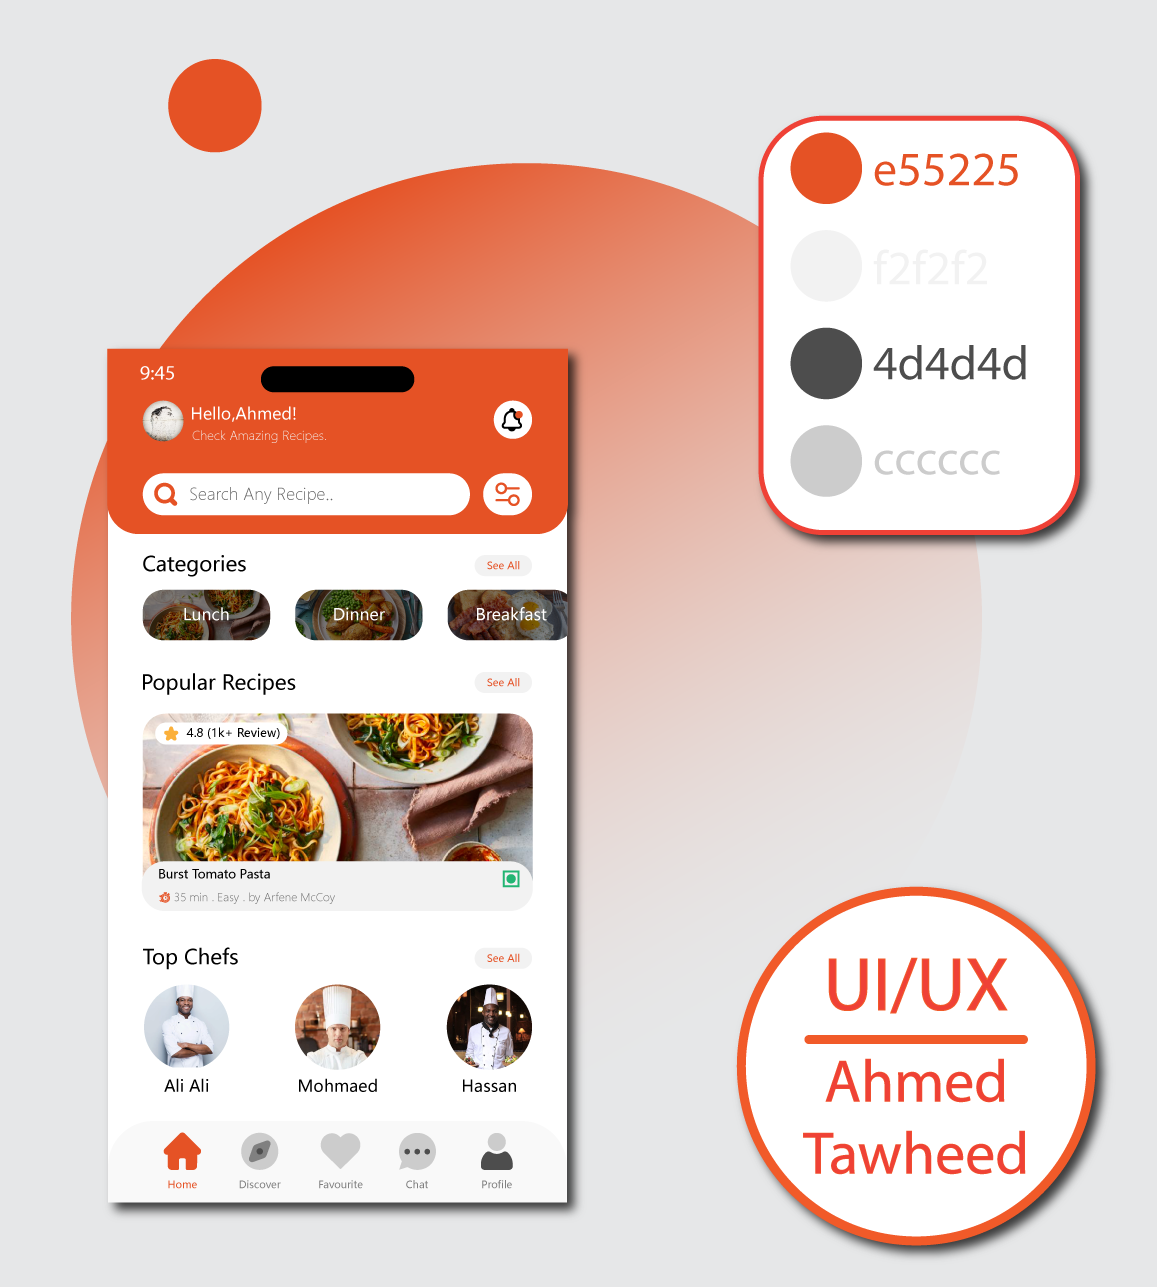 e55225
f2f2f2
4d4d4d
cccccc
9:45
Hello,Ahmed!
Check Amazing Recipes.
Search Any Recipe..
Categories
See All
Lunch
Dinner
Breakfast
Popular Recipes
See All
4.8 (1k+ Review)
Burst Tomato Pasta
35 min . Easy . by Arfene McCoy
Top Chefs
See All
Ali Ali
Mohmaed
Hassan
Home
Discover
Favourite
Chat
Profile
UI/UX
Ahmed
Tawheed